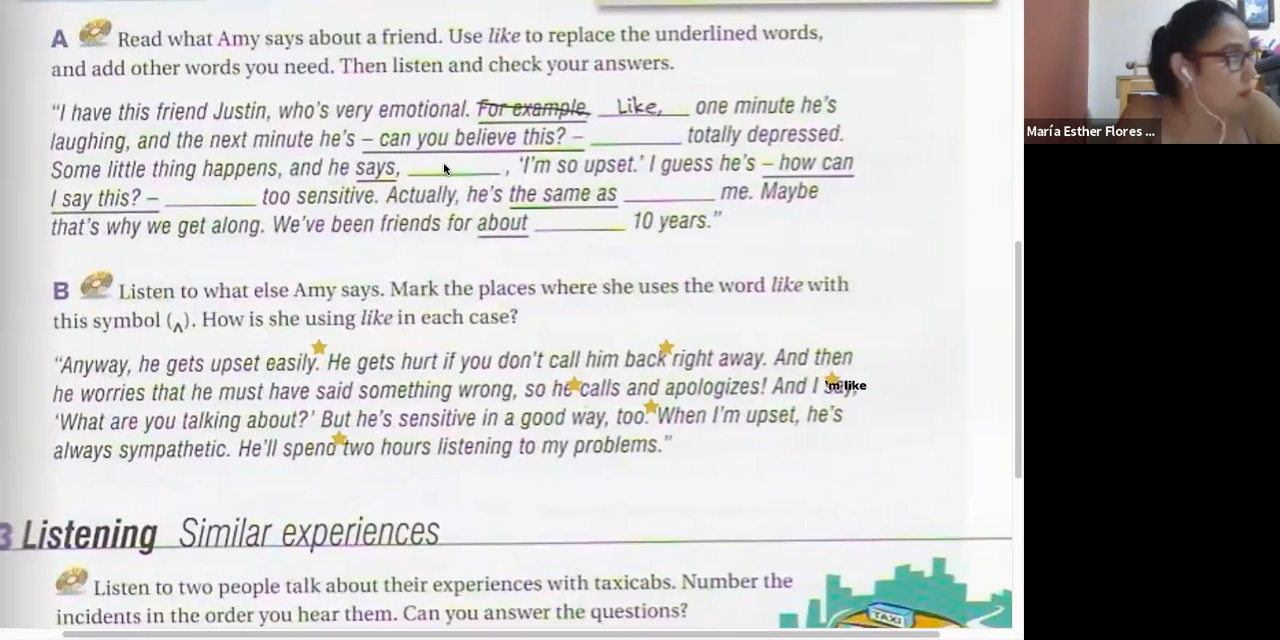 A Read what Amy says about a friend. Use like to replace the underlined words,
and add other words you need. Then listen and check your answers.
“I have this friend Justin, who's very emotional. For example, Like, one minute he's
laughing, and the next minute he's – can you believe this? – ________ totally depressed.
Some little thing happens, and he says, ________, ‘I'm so upset.’ I guess he's – how can
I say this? – ________ too sensitive. Actually, he's the same as ________ me. Maybe
that's why we get along. We've been friends for about ________ 10 years.”
B Listen to what else Amy says. Mark the places where she uses the word like with
this symbol (^). How is she using like in each case?
“Anyway, he gets upset easily. He gets hurt if you don't call him back right away. And then
he worries that he must have said something wrong, so he calls and apologizes! And I say, 'm like
‘What are you talking about?’ But he's sensitive in a good way, too. When I'm upset, he's
always sympathetic. He'll spend two hours listening to my problems.”
3 Listening Similar experiences
Listen to two people talk about their experiences with taxicabs. Number the
incidents in the order you hear them. Can you answer the questions?
TAXI
María Esther Flores ...